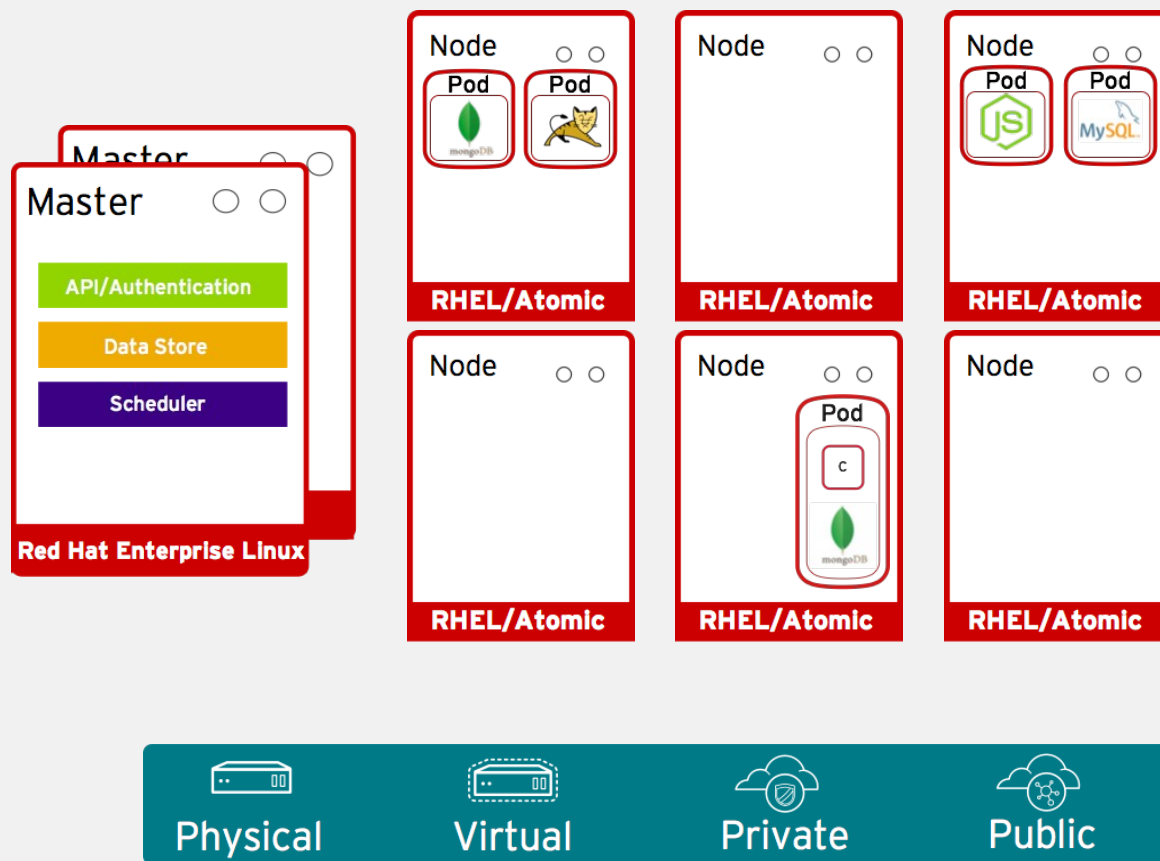 Master
Master
API/Authentication
Data Store
Scheduler
Red Hat Enterprise Linux
Node
Pod
mongoDB
Pod
RHEL/Atomic
Node
RHEL/Atomic
Node
Pod
JS
Pod
MySQL
RHEL/Atomic
Node
RHEL/Atomic
Node
Pod
c
mongoDB
RHEL/Atomic
Node
RHEL/Atomic
Physical
Virtual
Private
Public